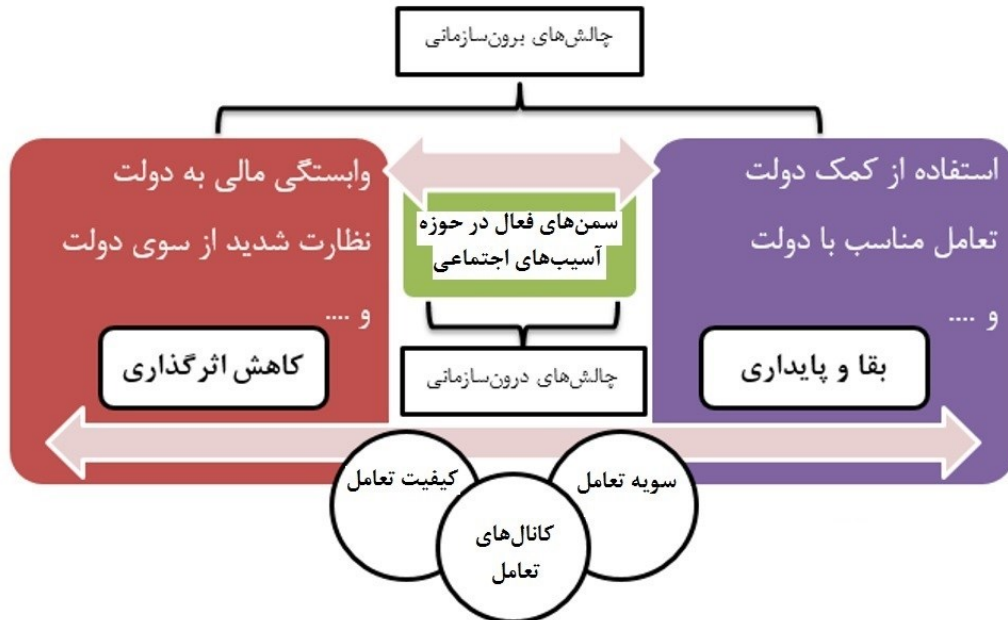 چالش‌های برون‌سازمانی
استفاده از کمک دولت
تعامل مناسب با دولت
و ....
بقا و پایداری
سمن‌های فعال در حوزه
آسیب‌های اجتماعی
چالش‌های درون‌سازمانی
وابستگی مالی به دولت
نظارت شدید از سوی دولت
و ....
کاهش اثرگذاری
سویه تعامل
کانال‌های
تعامل
کیفیت تعامل